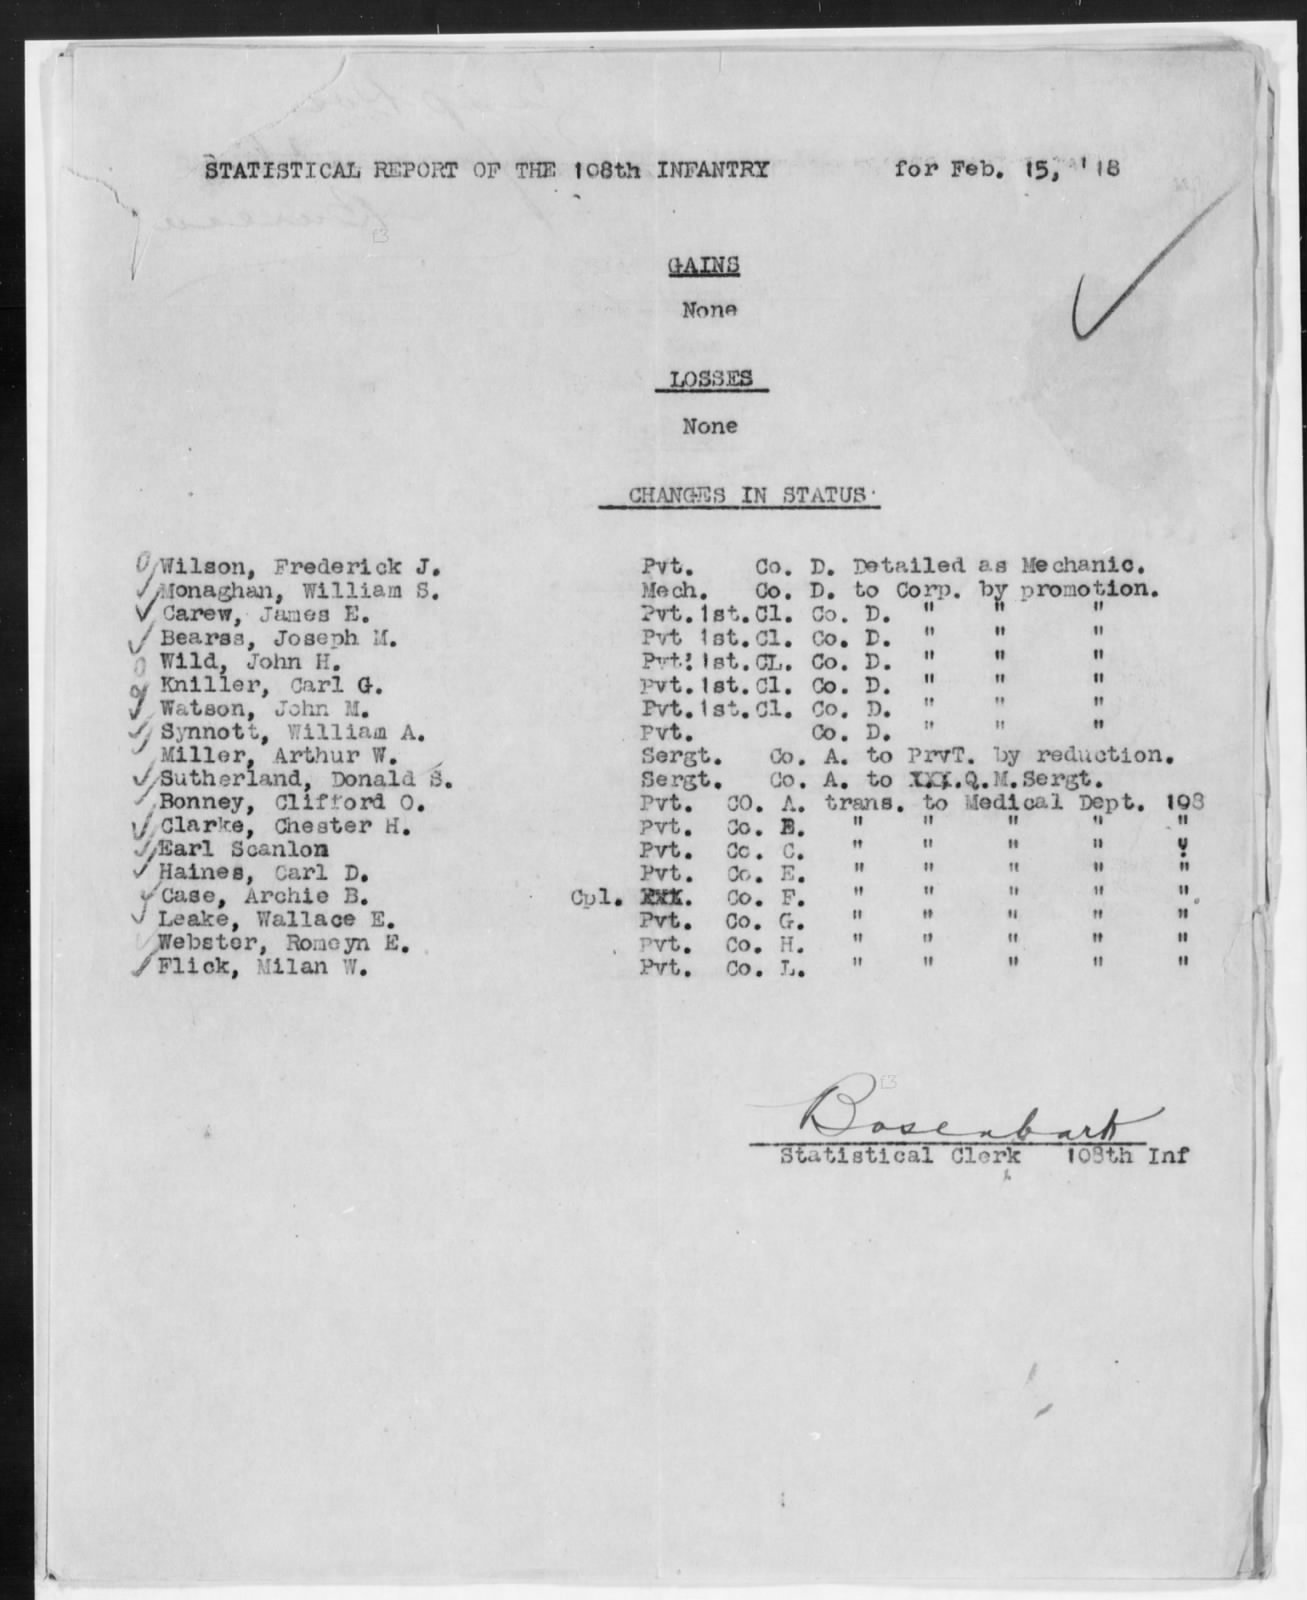 STATISTICAL REPORT OF THE 108th INFANTRY for Feb. 15, '18
GAINS
None
LOSSES
None
CHANGES IN STATUS
Wilson, Frederick J. Pvt. Co. D. Detailed as Mechanic.
Monaghan, William S. Mech. Co. D. to Corp. by promotion.
Carew, James E. Pvt.1st.Cl. Co. D. " " "
Bearss, Joseph M. Pvt 1st.Cl. Co. D. " " "
Wild, John H. Pvt. 1st.CL. Co. D. " " "
Kniller, Carl G. Pvt.1st.Cl. Co. D. " " "
Watson, John M. Pvt.1st.Cl. Co. D. " " "
Synnott, William A. Pvt. Co. D. " " "
Miller, Arthur W. Sergt. Co. A. to PrvT. by reduction.
Sutherland, Donald S. Sergt. Co. A. to XXX.Q.M.Sergt.
Bonney, Clifford O. Pvt. CO. A. trans. to Medical Dept. 108
Clarke, Chester H. Pvt. Co. B. " " " " "
Earl Scanlon Pvt. Co. C. " " " " "
Haines, Carl D. Pvt. Co. E. " " " " "
Case, Archie B. Cpl. XXX. Co. F. " " " " "
Leake, Wallace E. Pvt. Co. G. " " " " "
Webster, Romeyn E. Pvt. Co. H. " " " " "
Flick, Milan W. Pvt. Co. L. " " " " "
Bosenbark
Statistical Clerk 108th Inf